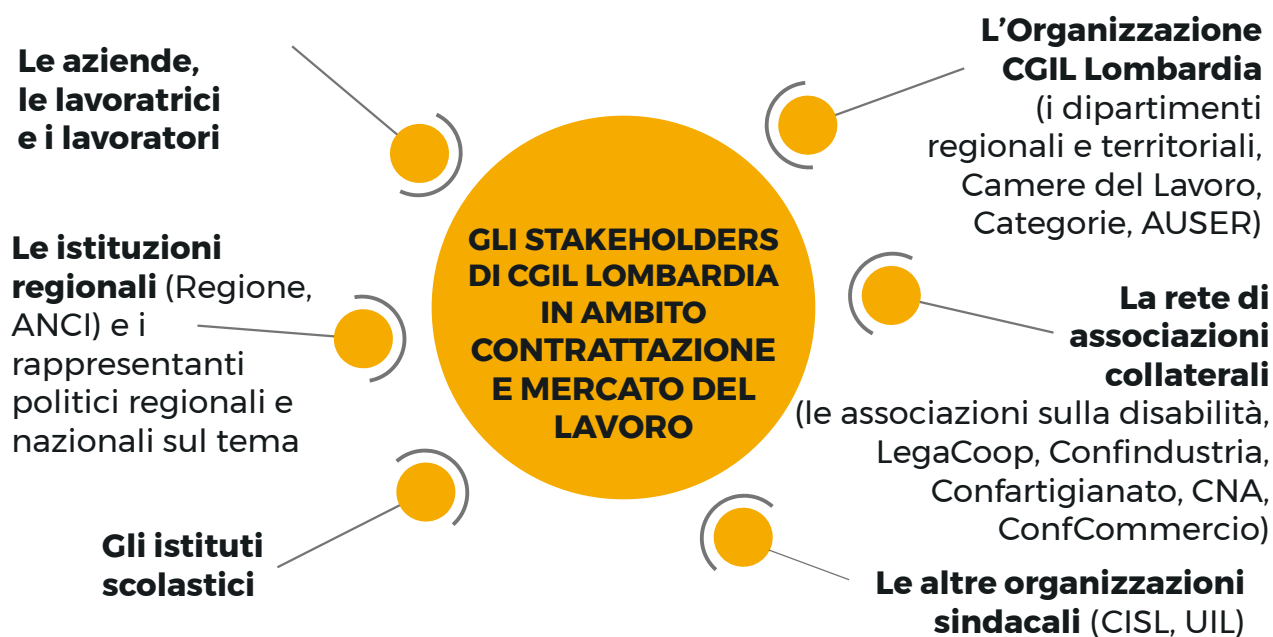 Le aziende,
le lavoratrici
e i lavoratori
Le istituzioni
regionali (Regione,
ANCI) e i
rappresentanti
politici regionali e
nazionali sul tema
Gli istituti
scolastici
GLI STAKEHOLDERS
DI CGIL LOMBARDIA
IN AMBITO
CONTRATTAZIONE
E MERCATO DEL
LAVORO
L’Organizzazione
CGIL Lombardia
(i dipartimenti
regionali e territoriali,
Camere del Lavoro,
Categorie, AUSER)
La rete di
associazioni
collaterali
(le associazioni sulla disabilità,
LegaCoop, Confindustria,
Confartigianato, CNA,
ConfCommercio)
Le altre organizzazioni
sindacali (CISL, UIL)